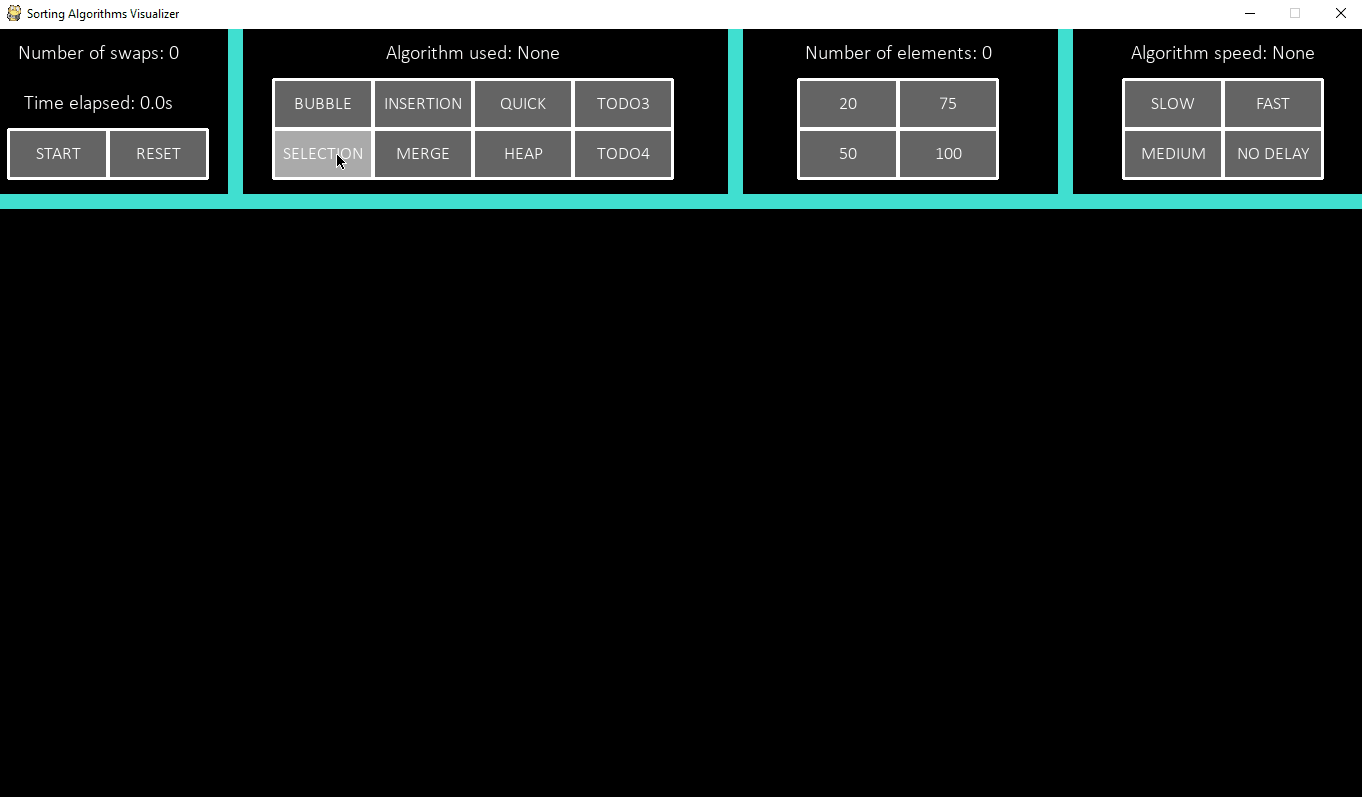 Sorting Algorithms Visualizer
Number of swaps: 0
Time elapsed: 0.0s
START RESET
Algorithm used: None
BUBBLE INSERTION QUICK TODO3
SELECTION MERGE HEAP TODO4
Number of elements: 0
20 75
50 100
Algorithm speed: None
SLOW FAST
MEDIUM NO DELAY